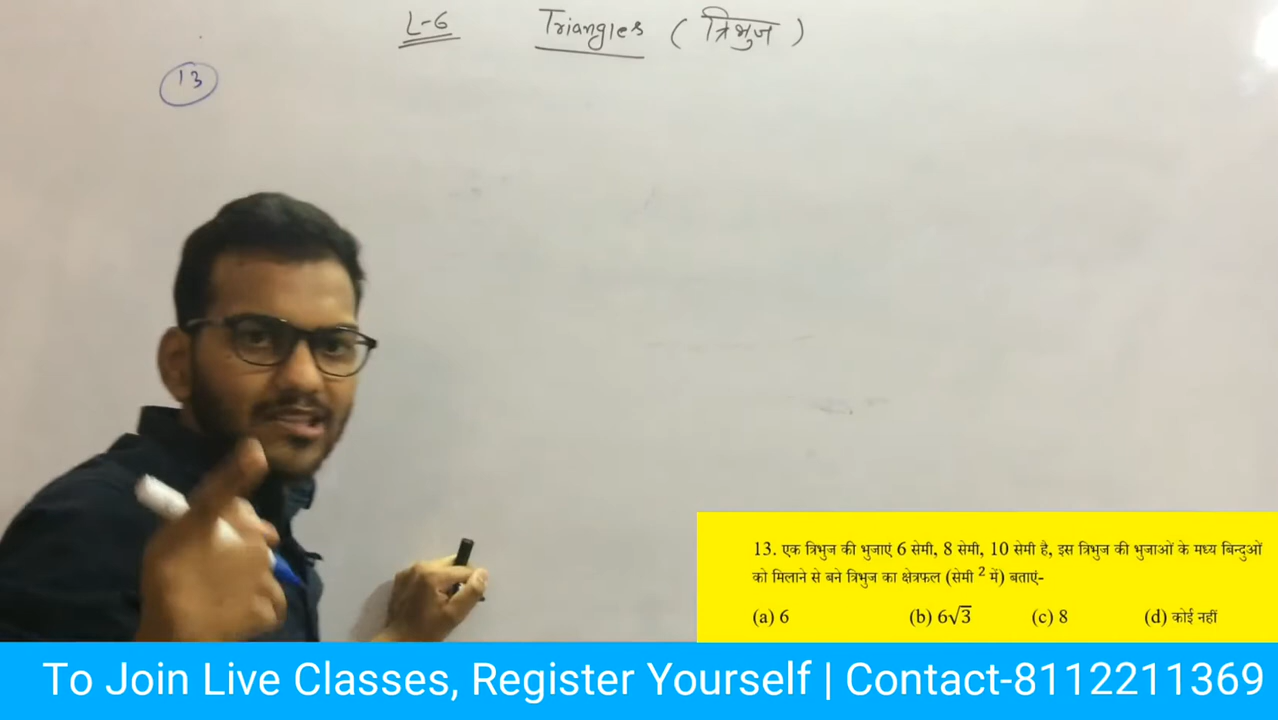 L-6 Triangles (त्रिभुज)
13
13. एक त्रिभुज की भुजाएं 6 सेमी, 8 सेमी, 10 सेमी है, इस त्रिभुज की भुजाओं के मध्य बिन्दुओं
को मिलाने से बने त्रिभुज का क्षेत्रफल (सेमी ² में) बताएं-
(a) 6 (b) 6√3 (c) 8 (d) कोई नहीं
To Join Live Classes, Register Yourself | Contact-8112211369